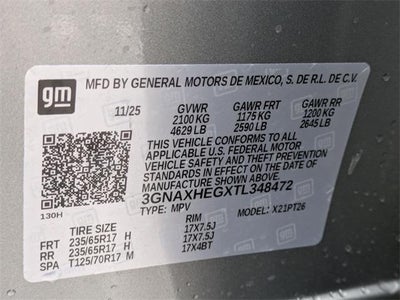 gm
MFD BY GENERAL MOTORS DE MEXICO, S. DE R.L. DE C.V.
11/25 GVWR GAWR FRT GAWR RR
2100 KG 1175 KG 1200 KG
4629 LB 2590 LB 2645 LB
THIS VEHICLE CONFORMS TO ALL
APPLICABLE U.S. FEDERAL MOTOR
VEHICLE SAFETY AND THEFT
PREVENTION STANDARDS IN EFFECT ON
THE DATE OF MANUFACTURE SHOWN ABOVE.
3GNAXHEGXTL348472
130H TYPE: MPV MODEL: X21PT26
TIRE SIZE RIM
FRT 235/65R17 H 17X7.5J
RR 235/65R17 H 17X7.5J
SPA T125/70R17 M 17X4BT